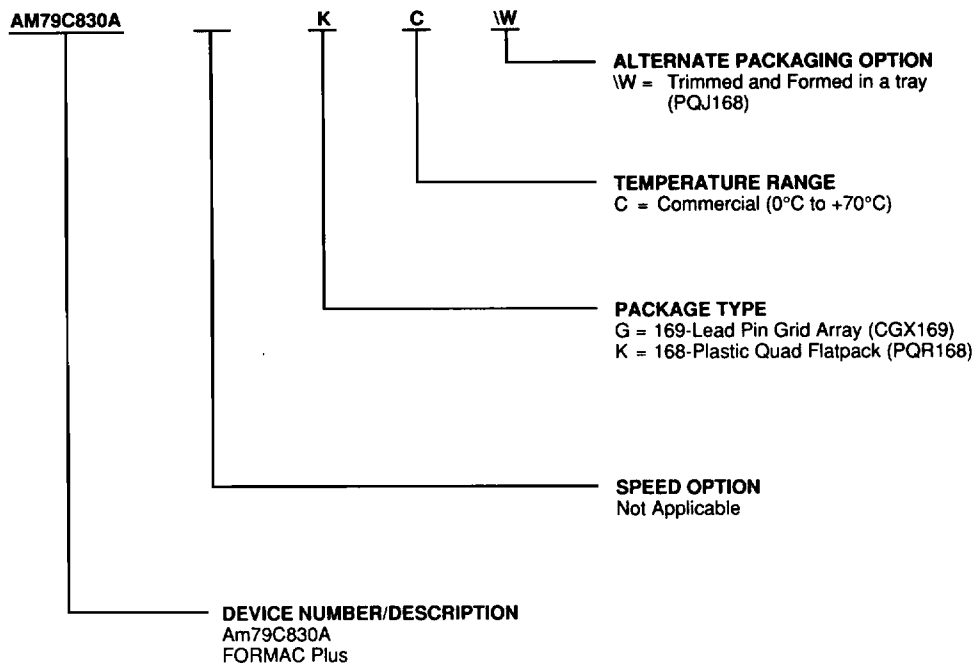 AM79C830A K C \W
ALTERNATE PACKAGING OPTION
\W = Trimmed and Formed in a tray
(PQJ168)
TEMPERATURE RANGE
C = Commercial (0°C to +70°C)
PACKAGE TYPE
G = 169-Lead Pin Grid Array (CGX169)
K = 168-Plastic Quad Flatpack (PQR168)
SPEED OPTION
Not Applicable
DEVICE NUMBER/DESCRIPTION
Am79C830A
FORMAC Plus